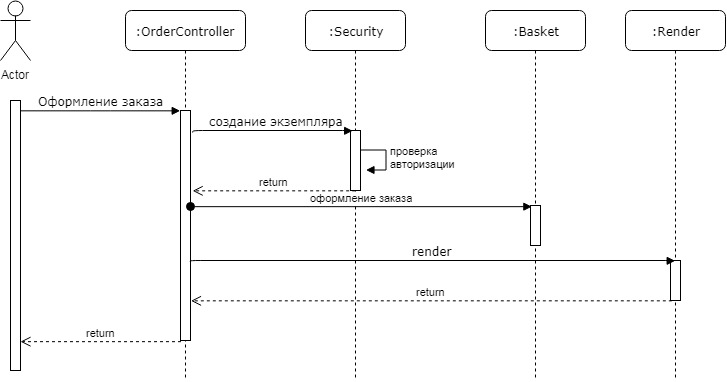 :OrderController
:Security
:Basket
:Render
Actor
Оформление заказа
создание экземпляра
проверка
авторизации
return
оформление заказа
render
return
return